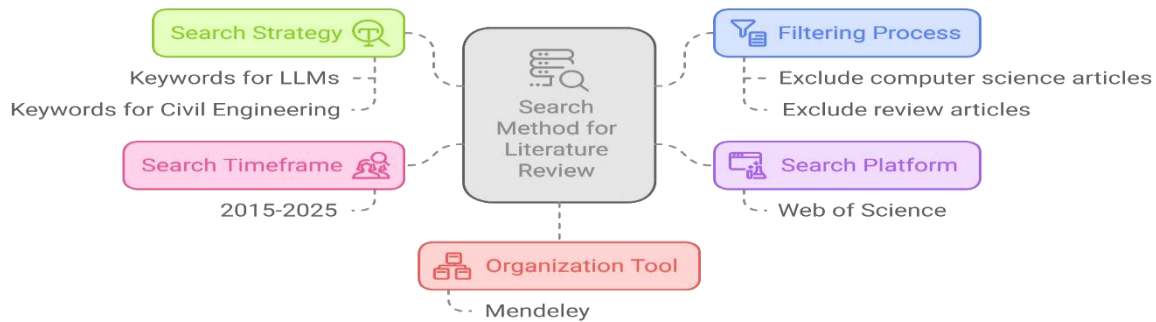 Search Strategy
Keywords for LLMs
Keywords for Civil Engineering
Search Timeframe
2015-2025
Search
Method for
Literature
Review
Filtering Process
Exclude computer science articles
Exclude review articles
Search Platform
Web of Science
Organization Tool
Mendeley